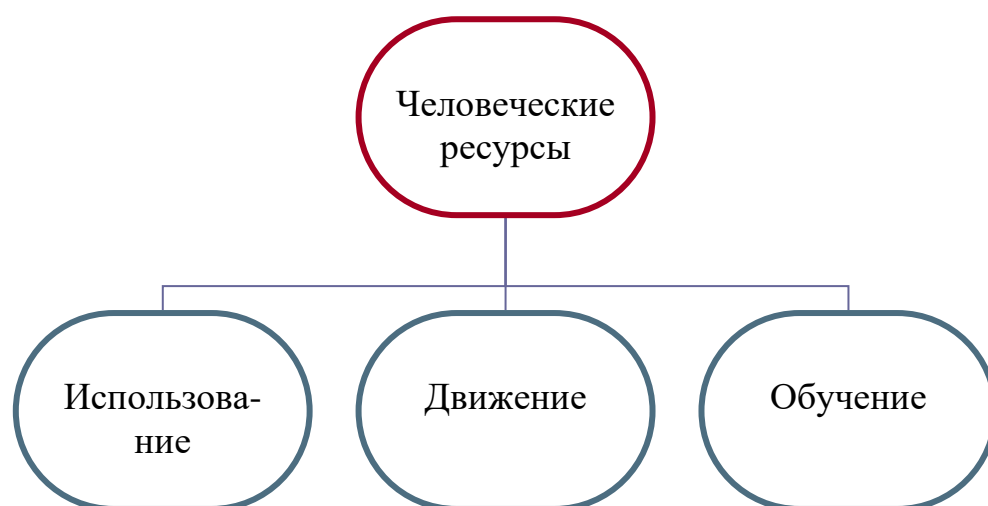 Человеческие
ресурсы
Использова-
ние
Движение
Обучение